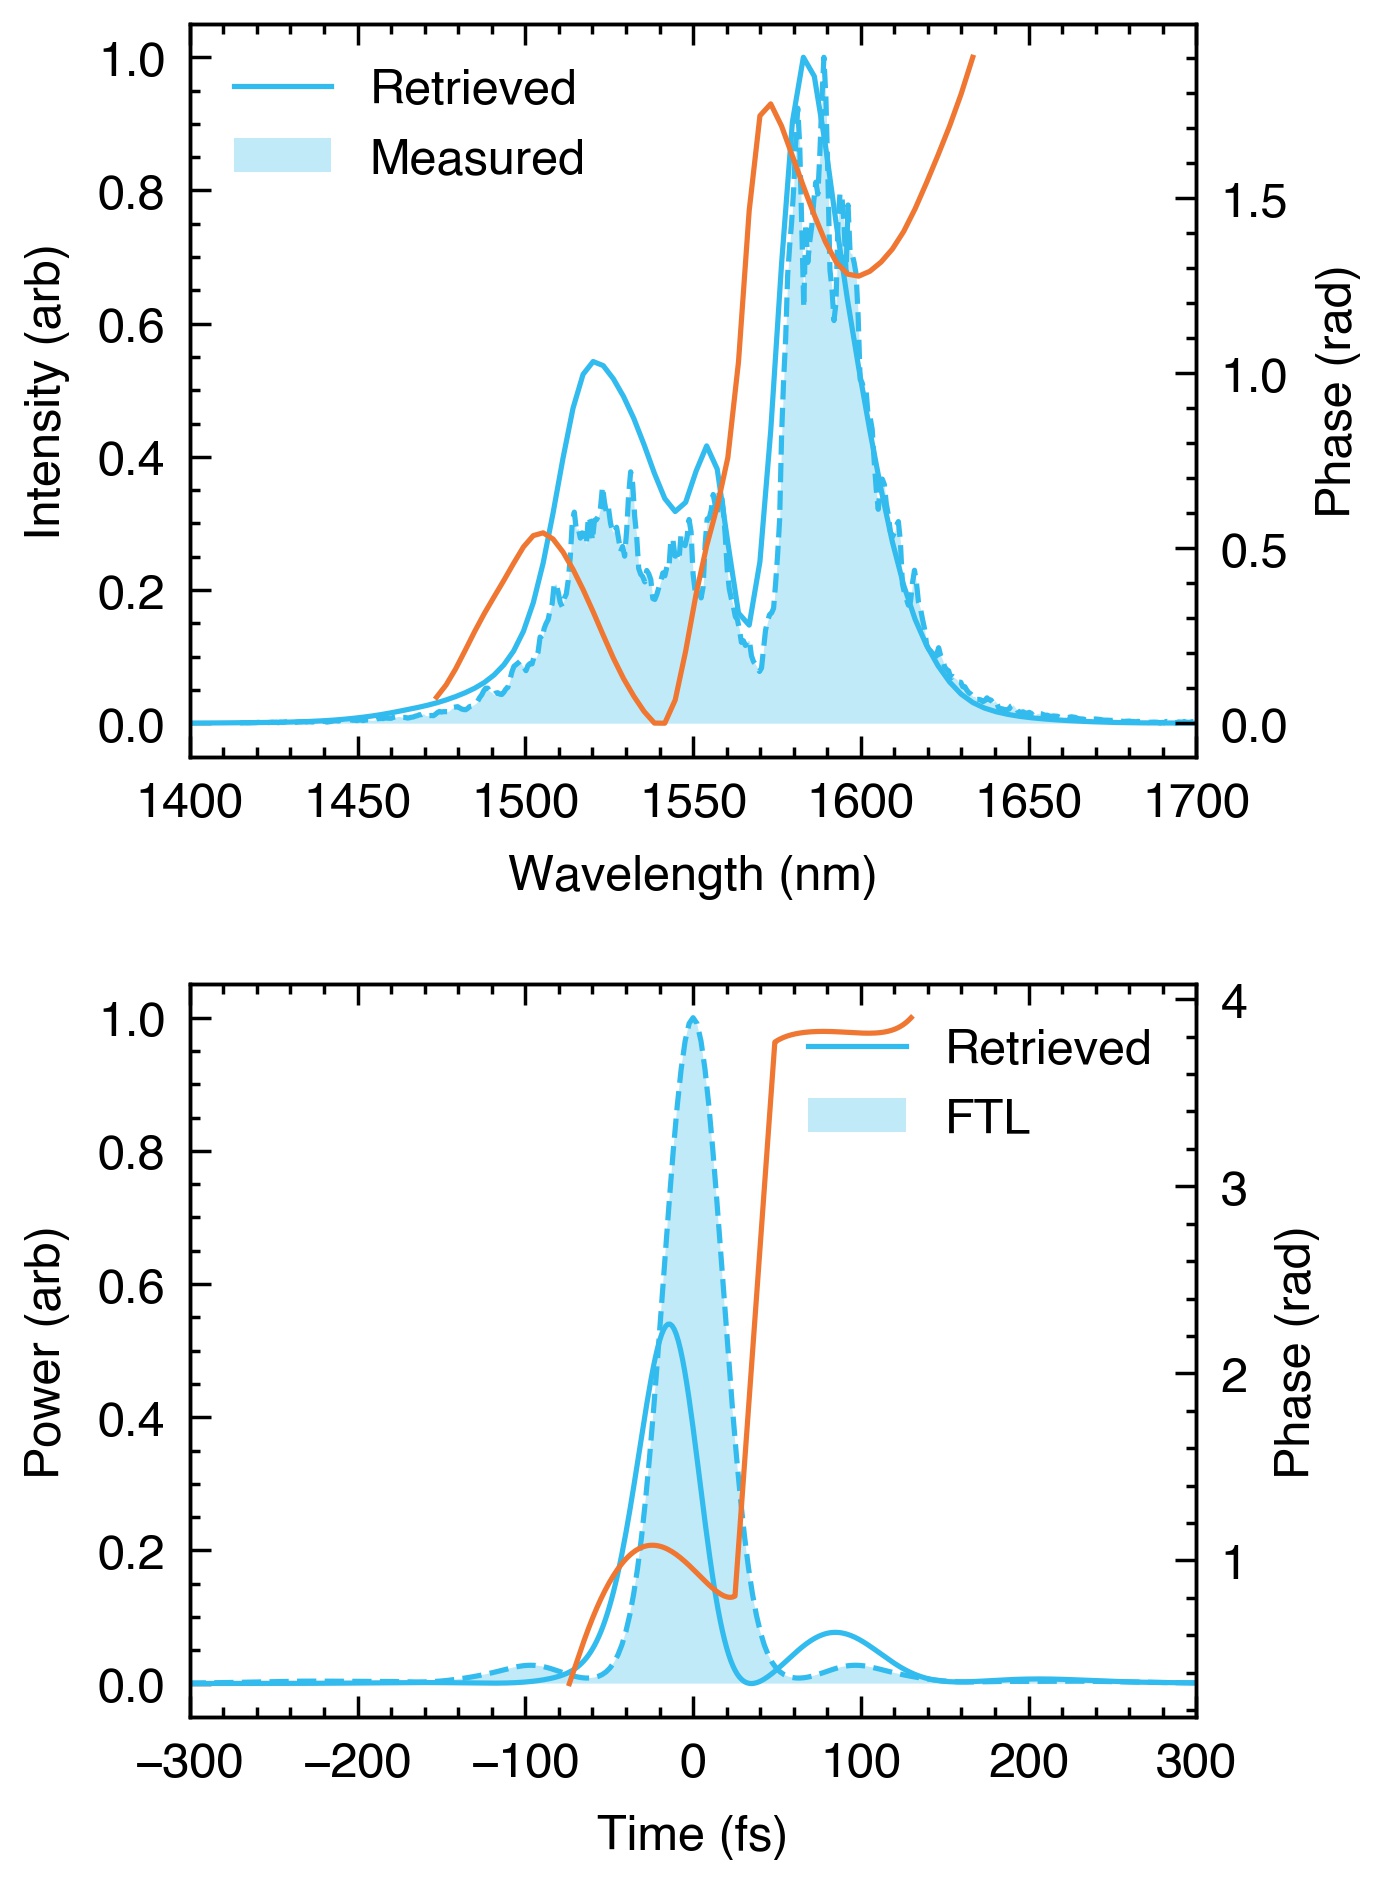 Retrieved
Measured
1.0
0.8
0.6
0.4
0.2
0.0
Intensity (arb)
1.5
1.0
0.5
0.0
Phase (rad)
1400 1450 1500 1550 1600 1650 1700
Wavelength (nm)
Retrieved
FTL
1.0
0.8
0.6
0.4
0.2
0.0
Power (arb)
4
3
2
1
Phase (rad)
−300 −200 −100 0 100 200 300
Time (fs)